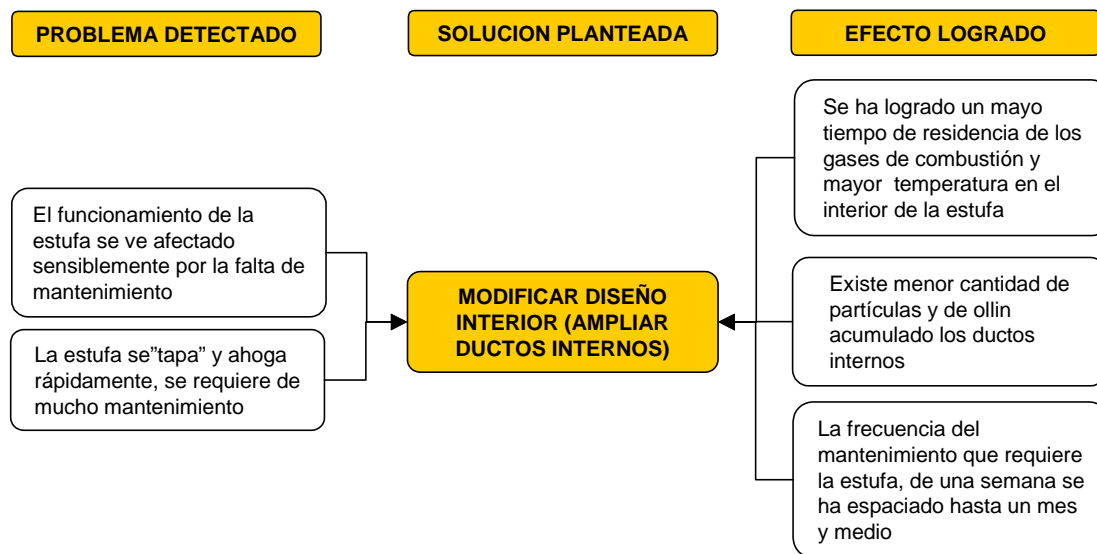 PROBLEMA DETECTADO
SOLUCION PLANTEADA
EFECTO LOGRADO
El funcionamiento de la
estufa se ve afectado
sensiblemente por la falta de
mantenimiento
La estufa se”tapa” y ahoga
rápidamente, se requiere de
mucho mantenimiento
MODIFICAR DISEÑO
INTERIOR (AMPLIAR
DUCTOS INTERNOS)
Se ha logrado un mayo
tiempo de residencia de los
gases de combustión y
mayor temperatura en el
interior de la estufa
Existe menor cantidad de
partículas y de ollin
acumulado los ductos
internos
La frecuencia del
mantenimiento que requiere
la estufa, de una semana se
ha espaciado hasta un mes
y medio